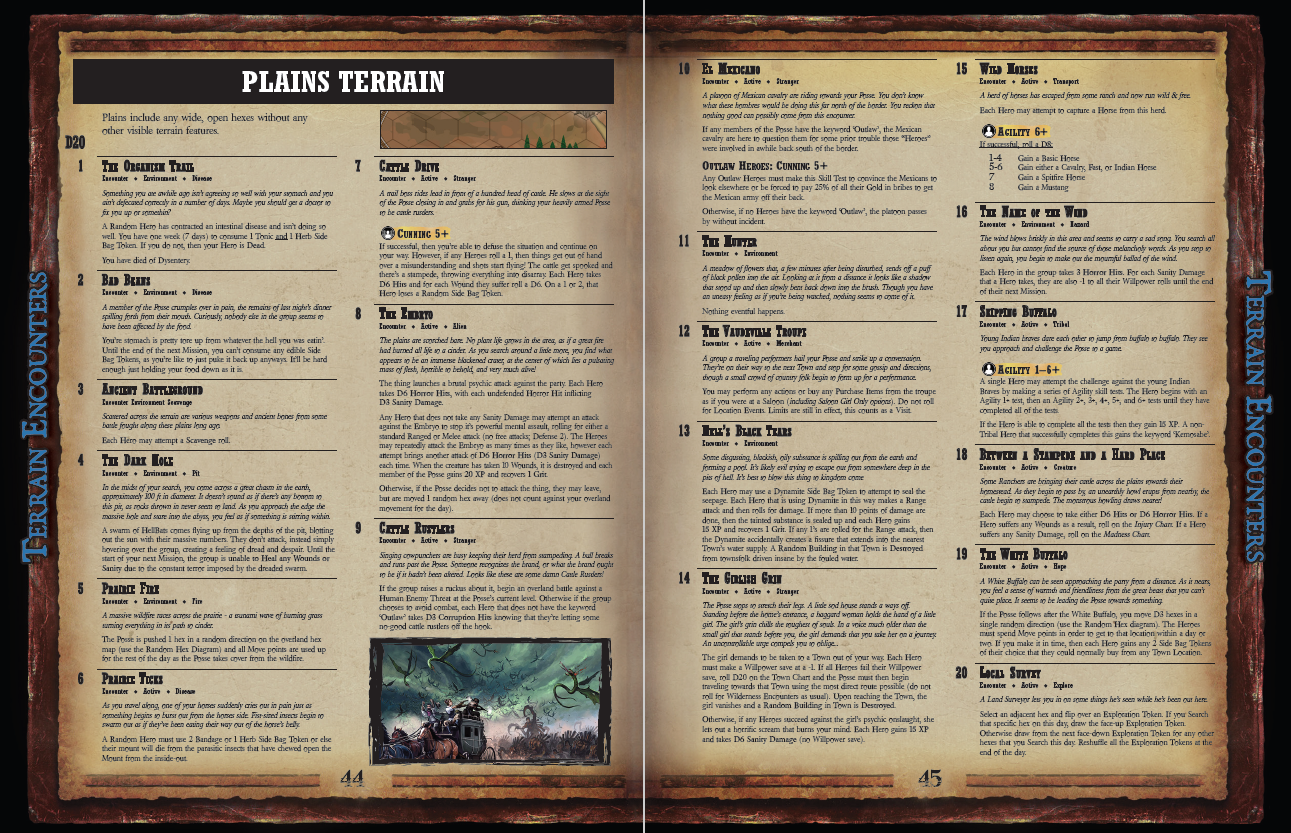 PLAINS TERRAIN
Plains include any wide, open hexes without any
other visible terrain features.
D20
1 The Organism Trail
Encounter • Environment • Disease
Something you ate awhile ago isn't agreeing so well with your stomach and you
ain't defecated correctly in a number of days. Maybe you should get a doctor to
fix you up or somethin?
A Random Hero has contracted an intestinal disease and isn't doing so
well. You have one week (7 days) to consume 1 Tonic and 1 Herb Side
Bag Token. If you do not, then your Hero is Dead.
You have died of Dysentery.
2 Bad Beans
Encounter • Environment • Disease
A member of the Posse crumples over in pain, the remains of last night's dinner
spilling forth from their mouth. Curiously, nobody else in the group seems to
have been affected by the food.
You're stomach is pretty tore up from whatever the hell you was eatin'.
Until the end of the next Mission, you can't consume any edible Side
Bag Tokens, as you're like to just puke it back up anyways. It'll be hard
enough just holding your food down as it is.
3 Ancient Battleground
Encounter Environment Scavenge
Scattered across the terrain are various weapons and ancient bones from some
battle fought along these plains long ago.
Each Hero may attempt a Scavenge roll.
4 The Dark Hole
Encounter • Environment • Pit
In the midst of your search, you come across a great chasm in the earth,
approximately 100 ft in diameter. It doesn't sound as if there's any bottom to
this pit, as rocks thrown in never seem to land. As you approach the edge the
massive hole and stare into the abyss, you feel as if something is stirring within.
A swarm of HellBats comes flying up from the depths of the pit, blotting
out the sun with their massive numbers. They don't attack, instead simply
hovering over the group, creating a feeling of dread and despair. Until the
start of your next Mission, the group is unable to Heal any Wounds or
Sanity due to the constant terror imposed by the dreaded swarm.
5 Prairie Fire
Encounter • Environment • Fire
A massive wildfire races across the prairie - a tsunami wave of burning grass
turning everything in its' path to cinder.
The Posse is pushed 1 hex in a random direction on the overland hex
map (use the Random Hex Diagram) and all Move points are used up
for the rest of the day as the Posse takes cover from the wildfire.
6 Prairie Ticks
Encounter • Active • Disease
As you travel along, one of your horses suddenly cries out in pain just as
something begins to burst out from the horses side. Fist-sized insects begin to
swarm out as if they've been eating their way out of the horse's belly.
A Random Hero must use 2 Bandage or 1 Herb Side Bag Token or else
their mount will die from the parasitic insects that have chewed open the
Mount from the inside-out.
7 Cattle Drive
Encounter • Active • Stranger
A trail boss rides lead in front of a hundred head of cattle. He slows at the sight
of the Posse closing in and grabs for his gun, thinking your heavily armed Posse
to be cattle rustlers.
Cunning 5+
If successful, then you're able to defuse the situation and continue on
your way. However, if any Heroes roll a 1, then things get out of hand
over a misunderstanding and shots start flying! The cattle get spooked and
there's a stampede, throwing everything into disarray. Each Hero takes
D6 Hits and for each Wound they suffer roll a D6. On a 1 or 2, that
Hero loses a Random Side Bag Token.
8 The Embryo
Encounter • Active • Alien
The plains are scorched bare. No plant life grows in the area, as if a great fire
had burned all life to a cinder. As you search around a little more, you find what
appears to be an immense blackened crater, at the center of which lies a pulsating
mass of flesh, horrible to behold, and very much alive!
The thing launches a brutal psychic attack against the party. Each Hero
takes D6 Horror Hits, with each undefended Horror Hit inflicting
D3 Sanity Damage.
Any Hero that does not take any Sanity Damage may attempt an attack
against the Embryo to stop it's powerful mental assault, rolling for either a
standard Ranged or Melee attack (no free attacks; Defense 2). The Heroes
may repeatedly attack the Embryo as many times as they like, however each
attempt brings another attack of D6 Horror Hits (D3 Sanity Damage)
each time. When the creature has taken 10 Wounds, it is destroyed and each
member of the Posse gains 20 XP and recovers 1 Grit.
Otherwise, if the Posse decides not to attack the thing, they may leave,
but are moved 1 random hex away (does not count against your overland
movement for the day).
9 Cattle Rustlers
Encounter • Active • Stranger
Singing cowpunchers are busy keeping their herd from stampeding. A bull breaks
and runs past the Posse. Someone recognizes the brand, or what the brand ought
to be if it hadn't been altered. Looks like these are some damn Cattle Rustlers!
If the group raises a ruckus about it, begin an overland battle against a
Human Enemy Threat at the Posse's current level. Otherwise if the group
chooses to avoid combat, each Hero that does not have the keyword
'Outlaw' takes D3 Corruption Hits knowing that they're letting some
no-good cattle rustlers off the hook.
44
Terrain Encounters
10 El Mexicano
Encounter • Active • Stranger
A platoon of Mexican cavalry are riding towards your Posse. You don't know
what these hombres would be doing this far north of the border. You reckon that
nothing good can possibly come from this encounter.
If any members of the Posse have the keyword 'Outlaw', the Mexican
cavalry are here to question them for some prior trouble those "Heroes"
were involved in awhile back south of the border.
Outlaw Heroes: Cunning 5+
Any Outlaw Heroes must make this Skill Test to convince the Mexicans to
look elsewhere or be forced to pay 25% of all their Gold in bribes to get
the Mexican army off their back.
Otherwise, if no Heroes have the keyword 'Outlaw', the platoon passes
by without incident.
11 The Hunter
Encounter • Environment
A meadow of flowers that, a few minutes after being disturbed, sends off a puff
of black pollen into the air. Looking at it from a distance it looks like a shadow
that stood up and then slowly bent back down into the brush. Though you have
an uneasy feeling as if you're being watched, nothing seems to come of it.
Nothing eventful happens.
12 The Vaudeville Troupe
Encounter • Active • Merchant
A group a traveling performers hail your Posse and strike up a conversation.
They're on their way to the next Town and stop for some gossip and directions,
though a small crowd of country folk begin to form up for a performance.
You may perform any actions or buy any Purchase Items from the troupe
as if you were at a Saloon (including Saloon Girl Only options). Do not roll
for Location Events. Limits are still in effect, this counts as a Visit.
13 Hell's Black Tears
Encounter • Environment
Some disgusting, blackish, oily substance is spilling out from the earth and
forming a pool. It's likely evil trying to escape out from somewhere deep in the
pits of hell. It's best to blow this thing to kingdom come
Each Hero may use a Dynamite Side Bag Token to attempt to seal the
seepage. Each Hero that is using Dynamite in this way makes a Range
attack and then rolls for damage. If more than 10 points of damage are
done, then the tainted substance is sealed up and each Hero gains
15 XP and recovers 1 Grit. If any 1's are rolled for the Range attack, then
the Dynamite accidentally creates a fissure that extends into the nearest
Town's water supply. A Random Building in that Town is Destroyed
from townsfolk driven insane by the fouled water.
14 The Girlish Grin
Encounter • Active • Stranger
The Posse stops to stretch their legs. A little sod house stands a ways off.
Standing before the home's entrance, a haggard woman holds the hand of a little
girl. The girl's grin chills the toughest of souls. In a voice much older than the
small girl that stands before you, the girl demands that you take her on a journey.
An uncontrollable urge compels you to oblige...
The girl demands to be taken to a Town out of your way. Each Hero
must make a Willpower save at a -1. If all Heroes fail their Willpower
save, roll D20 on the Town Chart and the Posse must then begin
traveling towards that Town using the most direct route possible (do not
roll for Wilderness Encounters as usual). Upon reaching the Town, the
girl vanishes and a Random Building in Town is Destroyed.
Otherwise, if any Heroes succeed against the girl's psychic onslaught, she
lets out a horrific scream that burns your mind. Each Hero gains 15 XP
and takes D6 Sanity Damage (no Willpower save).
15 Wild Horses
Encounter • Active • Transport
A herd of horses has escaped from some ranch and now run wild & free.
Each Hero may attempt to capture a Horse from this herd.
Agility 6+
If successful, roll a D8:
1-4 Gain a Basic Horse
5-6 Gain either a Cavalry, Fast, or Indian Horse
7 Gain a Spitfire Horse
8 Gain a Mustang
16 The Name of the Wind
Encounter • Environment • Hazard
The wind blows briskly in this area and seems to carry a sad song. You search all
about you but cannot find the source of those melancholy words. As you stop to
listen again, you begin to make out the mournful ballad of the wind.
Each Hero in the group takes 3 Horror Hits. For each Sanity Damage
that a Hero takes, they are also -1 to all their Willpower rolls until the end
of their next Mission.
17 Skipping Buffalo
Encounter • Active • Tribal
Young Indian braves dare each other to jump from buffalo to buffalo. They see
you approach and challenge the Posse to a game.
Agility 1-6+
A single Hero may attempt the challenge against the young Indian
Braves by making a series of Agility skill tests. The Hero begins with an
Agility 1+ test, then an Agility 2+, 3+, 4+, 5+, and 6+ tests until they have
completed all of the tests
If the Hero is able to complete all the tests then they gain 15 XP. A non-
Tribal Hero that successfully completes this gains the keyword 'Kemosabe'.
18 Between a Stampede and a Hard Place
Encounter • Active • Creature
Some Ranchers are bringing their cattle across the plains towards their
homestead. As they begin to pass by, an unearthly howl erupts from nearby, the
cattle begin to stampede. The monstrous howling draws nearer!
Each Hero may choose to take either D6 Hits or D6 Horror Hits. If a
Hero suffers any Wounds as a result, roll on the Injury Chart. If a Hero
suffers any Sanity Damage, roll on the Madness Chart.
19 The White Buffalo
Encounter • Active • Hope
A White Buffalo can be seen approaching the party from a distance. As it nears,
you feel a sense of warmth and friendliness from the great beast that you can't
quite place. It seems to be leading the Posse towards something.
If the Posse follows after the White Buffalo, you move D3 hexes in a
single random direction (use the Random Hex diagram). The Heroes
must spend Move points in order to get to that location within a day or
two. If you make it in time, then each Hero gains any 2 Side Bag Tokens
of their choice that they could normally buy from any Town Location.
20 Local Survey
Encounter • Active • Explore
A Land Surveyor lets you in on some things he's seen while he's been out here.
Select an adjacent hex and flip over an Exploration Token. If you Search
that specific hex on this day, draw the face-up Exploration Token.
Otherwise draw from the next face-down Exploration Token for any other
hexes that you Search this day. Reshuffle all the Exploration Tokens at the
end of the day.
45
Terrain Encounters